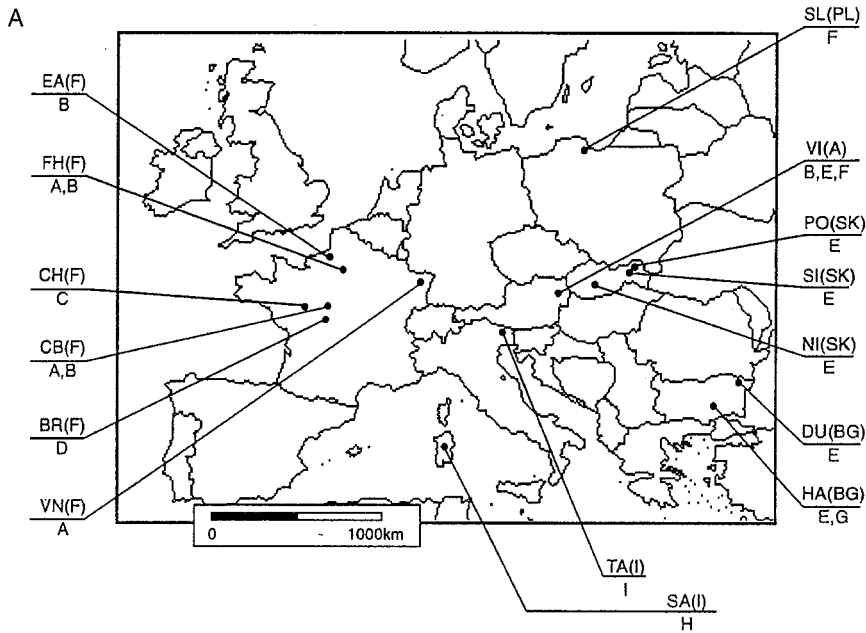 A
EA(F)
B
FH(F)
A,B
CH(F)
C
CB(F)
A,B
BR(F)
D
VN(F)
A
SL(PL)
F
VI(A)
B,E,F
PO(SK)
E
SI(SK)
E
NI(SK)
E
DU(BG)
E
HA(BG)
E,G
TA(I)
I
SA(I)
H
0 1000km